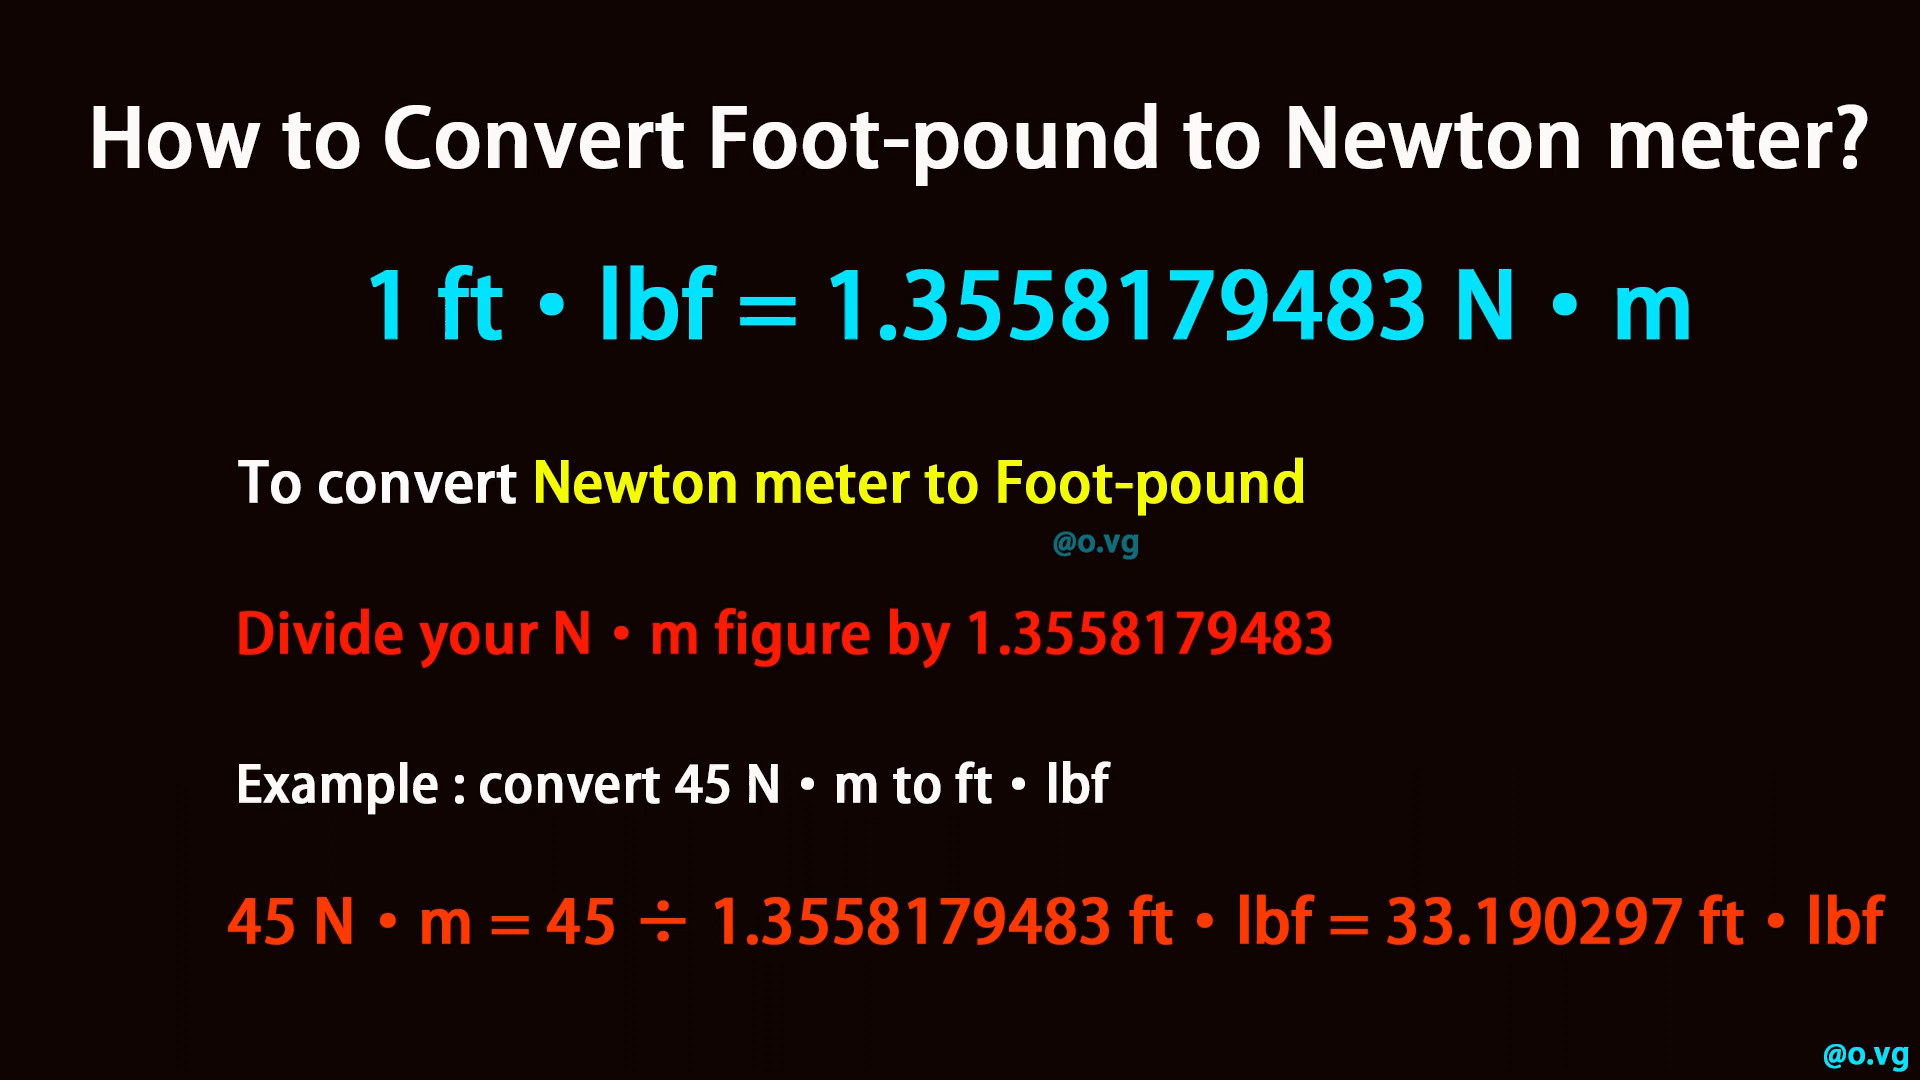 How to Convert Foot-pound to Newton meter?
1 ft・lbf = 1.3558179483 N・m
To convert Newton meter to Foot-pound
@o.vg
Divide your N・m figure by 1.3558179483
Example : convert 45 N・m to ft・lbf
45 N・m = 45 ÷ 1.3558179483 ft・lbf = 33.190297 ft・lbf
@o.vg